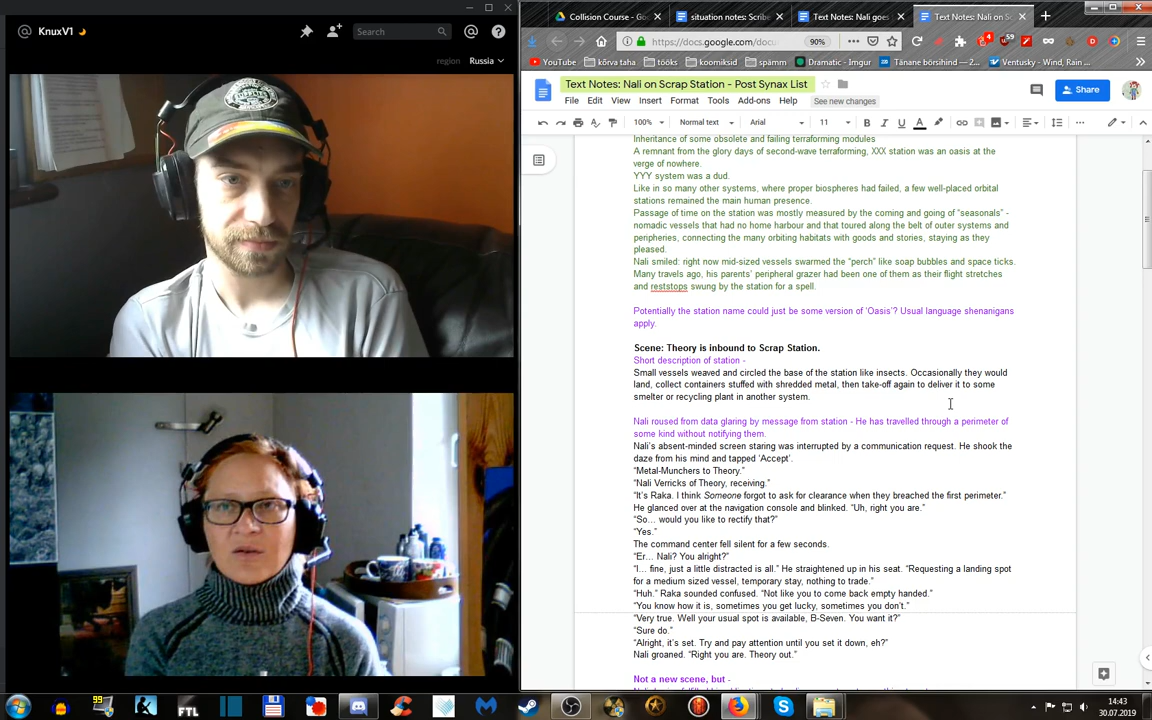 KnuxV1
Search
region
Russia
Collision Course - Goo
situation notes: Scribe
Text Notes: Nali goes
Text Notes: Nali on S
https://docs.google.com/docu
90%
4
59
YouTube
kõrva taha
tööks
koomiksid
spämm
Dramatic - Imgur
Tänane börsihind — 2...
Ventusky - Wind, Rain ...
Text Notes: Nali on Scrap Station - Post Synax List
File Edit View Insert Format Tools Add-ons Help
See new changes
Share
100%
Normal text
Arial
11
B I U A
Inheritance of some obsolete and failing terraforming modules
A remnant from the glory days of second-wave terraforming, XXX station was an oasis at the
verge of nowhere.
YYY system was a dud.
Like in so many other systems, where proper biospheres had failed, a few well-placed orbital
stations remained the main human presence.
Passage of time on the station was mostly measured by the coming and going of “seasonals” -
nomadic vessels that had no home harbour and that toured along the belt of outer systems and
peripheries, connecting the many orbiting habitats with goods and stories, staying as they
pleased.
Nali smiled: right now mid-sized vessels swarmed the “perch” like soap bubbles and space ticks.
Many travels ago, his parents’ peripheral grazer had been one of them as their flight stretches
and reststops swung by the station for a spell.
Potentially the station name could just be some version of ‘Oasis’? Usual language shenanigans
apply.
Scene: Theory is inbound to Scrap Station.
Short description of station -
Small vessels weaved and circled the base of the station like insects. Occasionally they would
land, collect containers stuffed with shredded metal, then take-off again to deliver it to some
smelter or recycling plant in another system.
Nali roused from data glaring by message from station - He has travelled through a perimeter of
some kind without notifying them.
Nali’s absent-minded screen staring was interrupted by a communication request. He shook the
daze from his mind and tapped ‘Accept’.
“Metal-Munchers to Theory.”
“Nali Verricks of Theory, receiving.”
“It’s Raka. I think Someone forgot to ask for clearance when they breached the first perimeter.”
He glanced over at the navigation console and blinked. “Uh, right you are.”
“So… would you like to rectify that?”
“Yes.”
The command center fell silent for a few seconds.
“Er… Nali? You alright?”
“I… fine, just a little distracted is all.” He straightened up in his seat. “Requesting a landing spot
for a medium sized vessel, temporary stay, nothing to trade.”
“Huh.” Raka sounded confused. “Not like you to come back empty handed.”
“You know how it is, sometimes you get lucky, sometimes you don’t.”
“Very true. Well your usual spot is available, B-Seven. You want it?”
“Sure do.”
“Alright, it’s set. Try and pay attention until you set it down, eh?”
Nali groaned. “Right you are. Theory out.”
Not a new scene, but -
99
FTL
14:43
30.07.2019